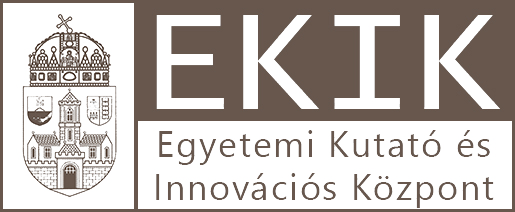 EKIK
Egyetemi Kutató és
Innovációs Központ